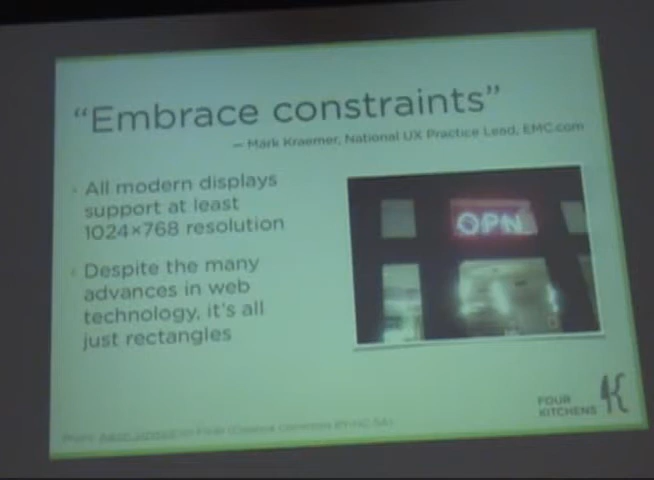 “Embrace constraints”
— Mark Kraemer, National UX Practice Lead, EMC.com
All modern displays
support at least
1024×768 resolution
Despite the many
advances in web
technology, it's all
just rectangles
OPN
FOUR
KITCHENS